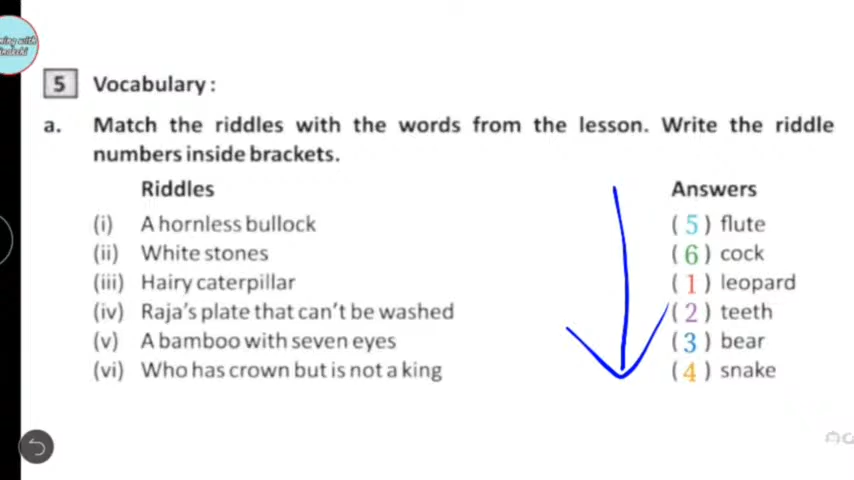 5 Vocabulary :
a. Match the riddles with the words from the lesson. Write the riddle
numbers inside brackets.
Riddles Answers
(i) A hornless bullock ( 5 ) flute
(ii) White stones ( 6 ) cock
(iii) Hairy caterpillar ( 1 ) leopard
(iv) Raja's plate that can't be washed ( 2 ) teeth
(v) A bamboo with seven eyes ( 3 ) bear
(vi) Who has crown but is not a king ( 4 ) snake